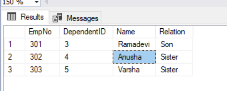 150 %
Results Messages
EmpNo DependentID Name Relation
1 301 3 Ramadevi Son
2 302 4 Anusha Sister
3 303 5 Varsha Sister